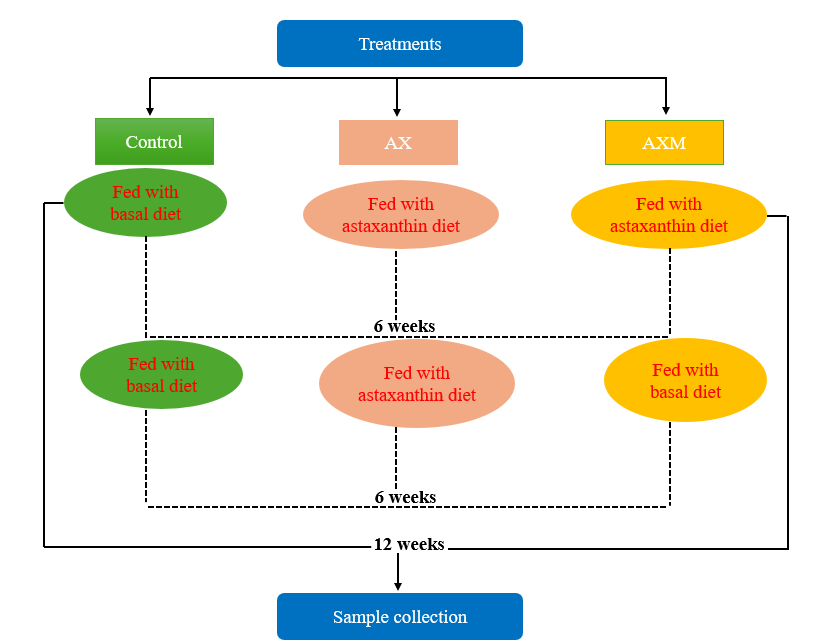 Treatments
Control
AX
AXM
Fed with
basal diet
Fed with
astaxanthin diet
Fed with
astaxanthin diet
6 weeks
Fed with
basal diet
Fed with
astaxanthin diet
Fed with
basal diet
6 weeks
12 weeks
Sample collection